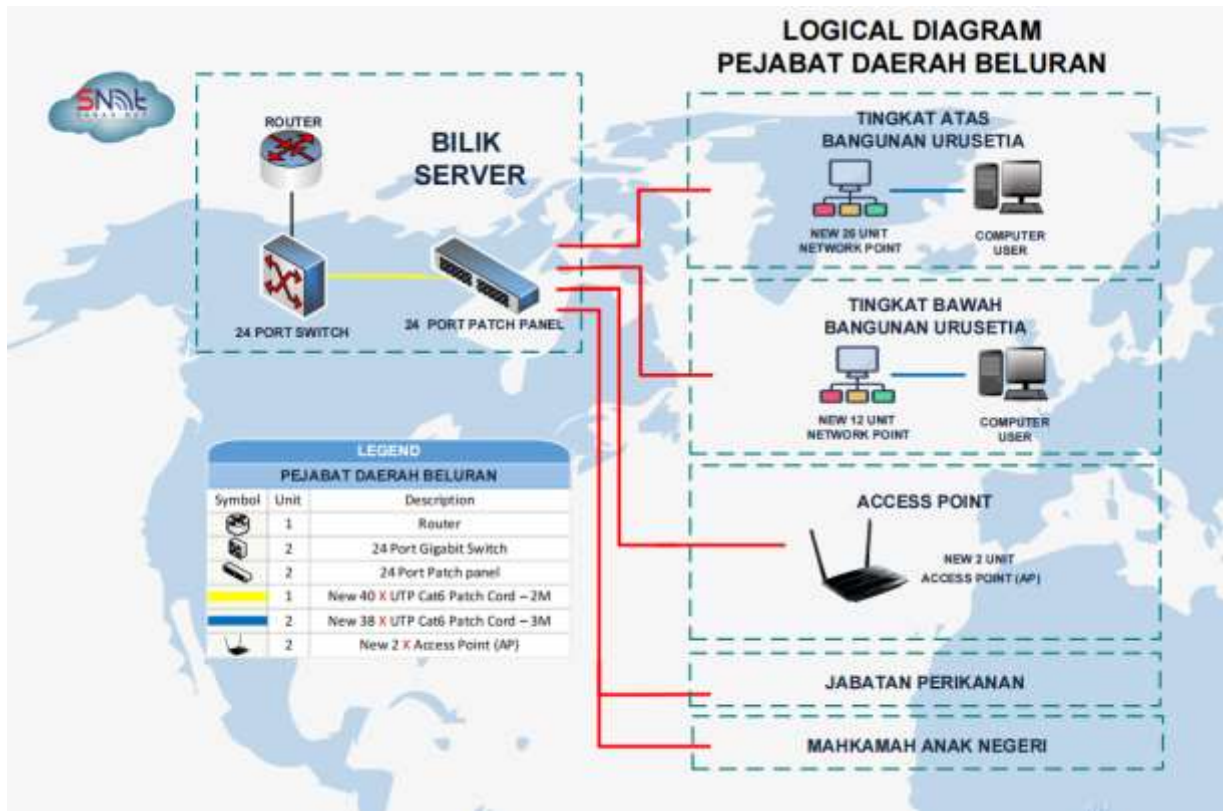 LOGICAL DIAGRAM
PEJABAT DAERAH BELURAN
SN
ROUTER
BILIK
SERVER
24 PORT SWITCH
24 PORT PATCH PANEL
TINGKAT ATAS
BANGUNAN URUSETIA
NEW 26 UNIT
NETWORK POINT
COMPUTER
USER
TINGKAT BAWAH
BANGUNAN URUSETIA
NEW 12 UNIT
NETWORK POINT
COMPUTER
USER
ACCESS POINT
NEW 2 UNIT
ACCESS POINT (AP)
JABATAN PERIKANAN
MAHKAMAH ANAK NEGERI
LEGEND
PEJABAT DAERAH BELURAN
Symbol Unit Description
1 Router
2 24 Port Gigabit Switch
2 24 Port Patch panel
1 New 40 X UTP Cat6 Patch Cord – 2M
2 New 38 X UTP Cat6 Patch Cord – 3M
2 New 2 X Access Point (AP)